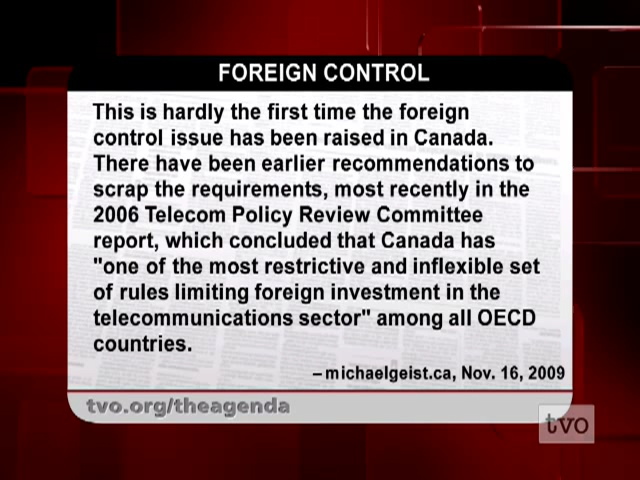 FOREIGN CONTROL
This is hardly the first time the foreign
control issue has been raised in Canada.
There have been earlier recommendations to
scrap the requirements, most recently in the
2006 Telecom Policy Review Committee
report, which concluded that Canada has
"one of the most restrictive and inflexible set
of rules limiting foreign investment in the
telecommunications sector" among all OECD
countries.
– michaelgeist.ca, Nov. 16, 2009
tvo.org/theagenda
tvo